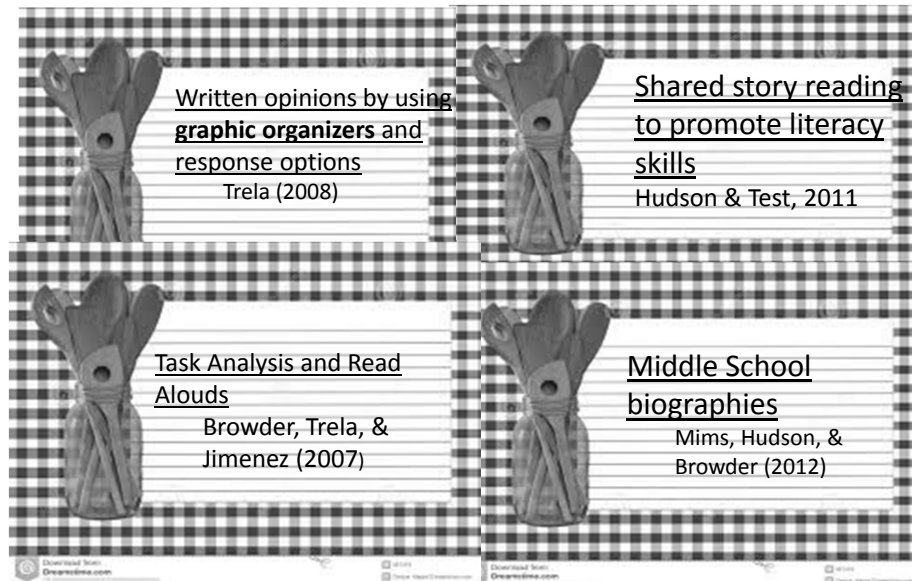 Written opinions by using
graphic organizers and
response options
Trela (2008)
Shared story reading
to promote literacy
skills
Hudson & Test, 2011
Task Analysis and Read
Alouds
Browder, Trela, &
Jimenez (2007)
Middle School
biographies
Mims, Hudson, &
Browder (2012)
Download from
Dreamstime.com
Download from
Dreamstime.com